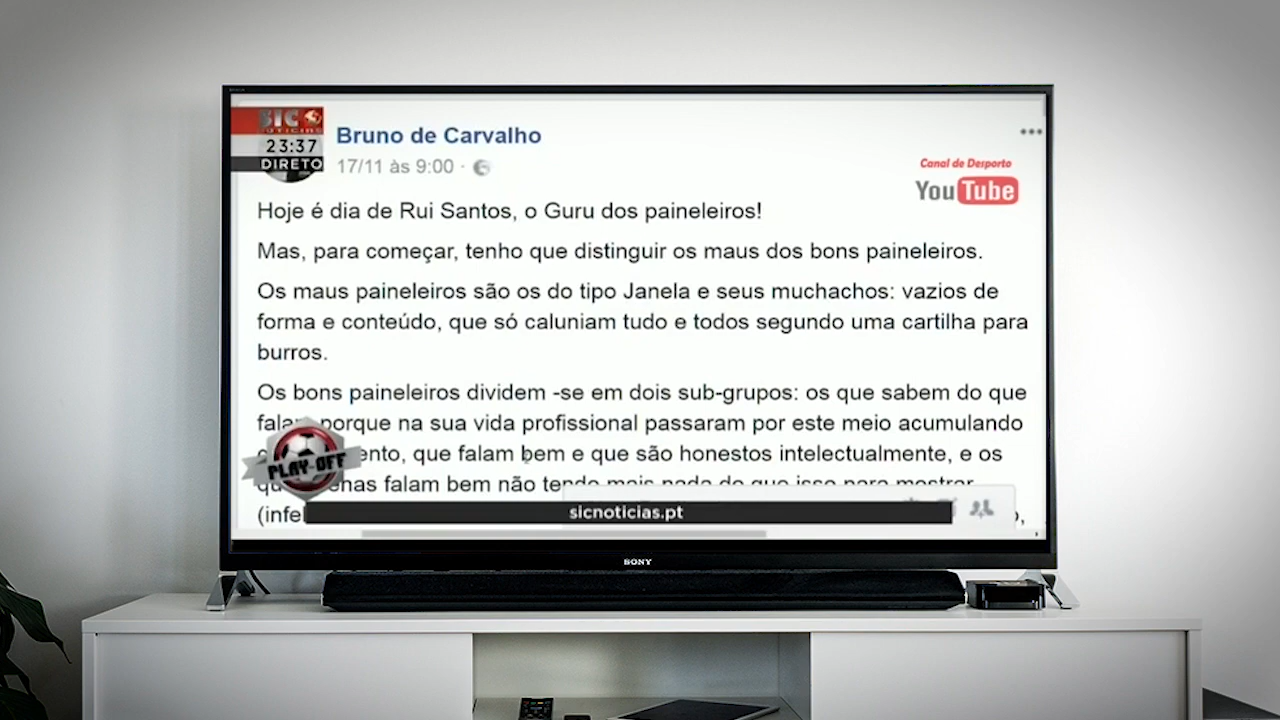 SIC
NOTICIAS
23:37
DIRETO
Bruno de Carvalho
17/11 às 9:00 ·
Canal de Desporto
YouTube
Hoje é dia de Rui Santos, o Guru dos paineleiros!
Mas, para começar, tenho que distinguir os maus dos bons paineleiros.
Os maus paineleiros são os do tipo Janela e seus muchachos: vazios de
forma e conteúdo, que só caluniam tudo e todos segundo uma cartilha para
burros.
Os bons paineleiros dividem -se em dois sub-grupos: os que sabem do que
porque na sua vida profissional passaram por este meio acumulando
que falam bem e que são honestos intelectualmente, e os
falam bem não tendo mais nada do que isso para mostrar
PLAY-OFF
sicnoticias.pt
SONY